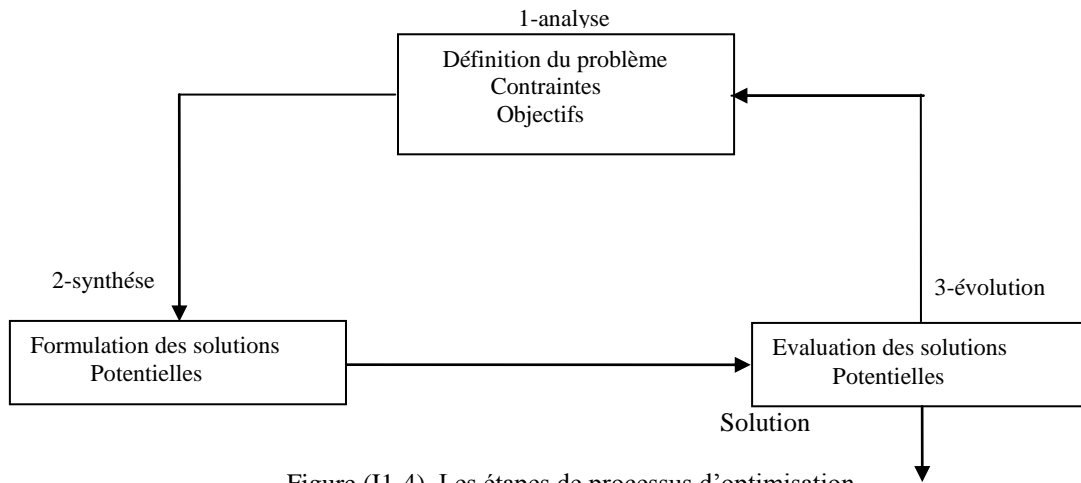 1-analyse
Définition du problème
Contraintes
Objectifs
2-synthése
3-évolution
Formulation des solutions
Potentielles
Evaluation des solutions
Potentielles
Solution
Figure (I1-4) Les étapes de processus d’optimisation